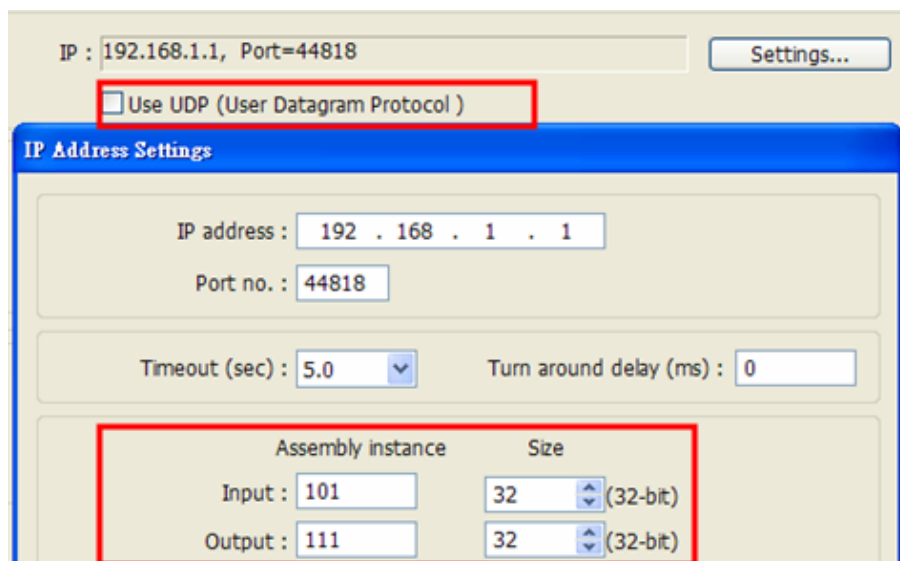 IP : 192.168.1.1, Port=44818 Settings...
Use UDP (User Datagram Protocol )
IP Address Settings
IP address : 192 . 168 . 1 . 1
Port no. : 44818
Timeout (sec) : 5.0 Turn around delay (ms) : 0
Assembly instance Size
Input : 101 32 (32-bit)
Output : 111 32 (32-bit)